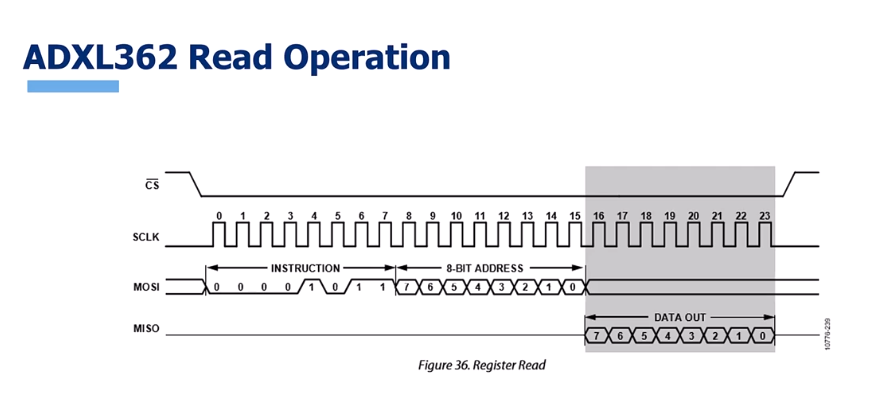 ADXL362 Read Operation
CS
0 1 2 3 4 5 6 7 8 9 10 11 12 13 14 15 16 17 18 19 20 21 22 23
SCLK
INSTRUCTION 8-BIT ADDRESS
MOSI 0 0 0 0 1 0 1 1 7 6 5 4 3 2 1 0
DATA OUT
MISO 7 6 5 4 3 2 1 0
10776-239
Figure 36. Register Read